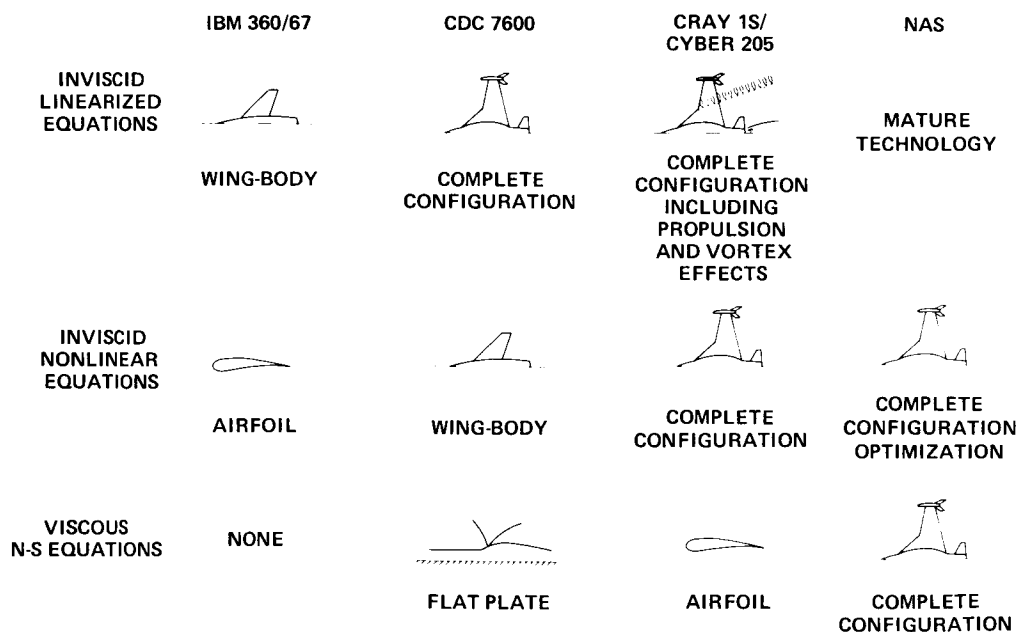 IBM 360/67
CDC 7600
CRAY 1S/
CYBER 205
NAS
INVISCID
LINEARIZED
EQUATIONS
WING-BODY
COMPLETE
CONFIGURATION
COMPLETE
CONFIGURATION
INCLUDING
PROPULSION
AND VORTEX
EFFECTS
MATURE
TECHNOLOGY
INVISCID
NONLINEAR
EQUATIONS
AIRFOIL
WING-BODY
COMPLETE
CONFIGURATION
COMPLETE
CONFIGURATION
OPTIMIZATION
VISCOUS
N-S EQUATIONS
NONE
FLAT PLATE
AIRFOIL
COMPLETE
CONFIGURATION